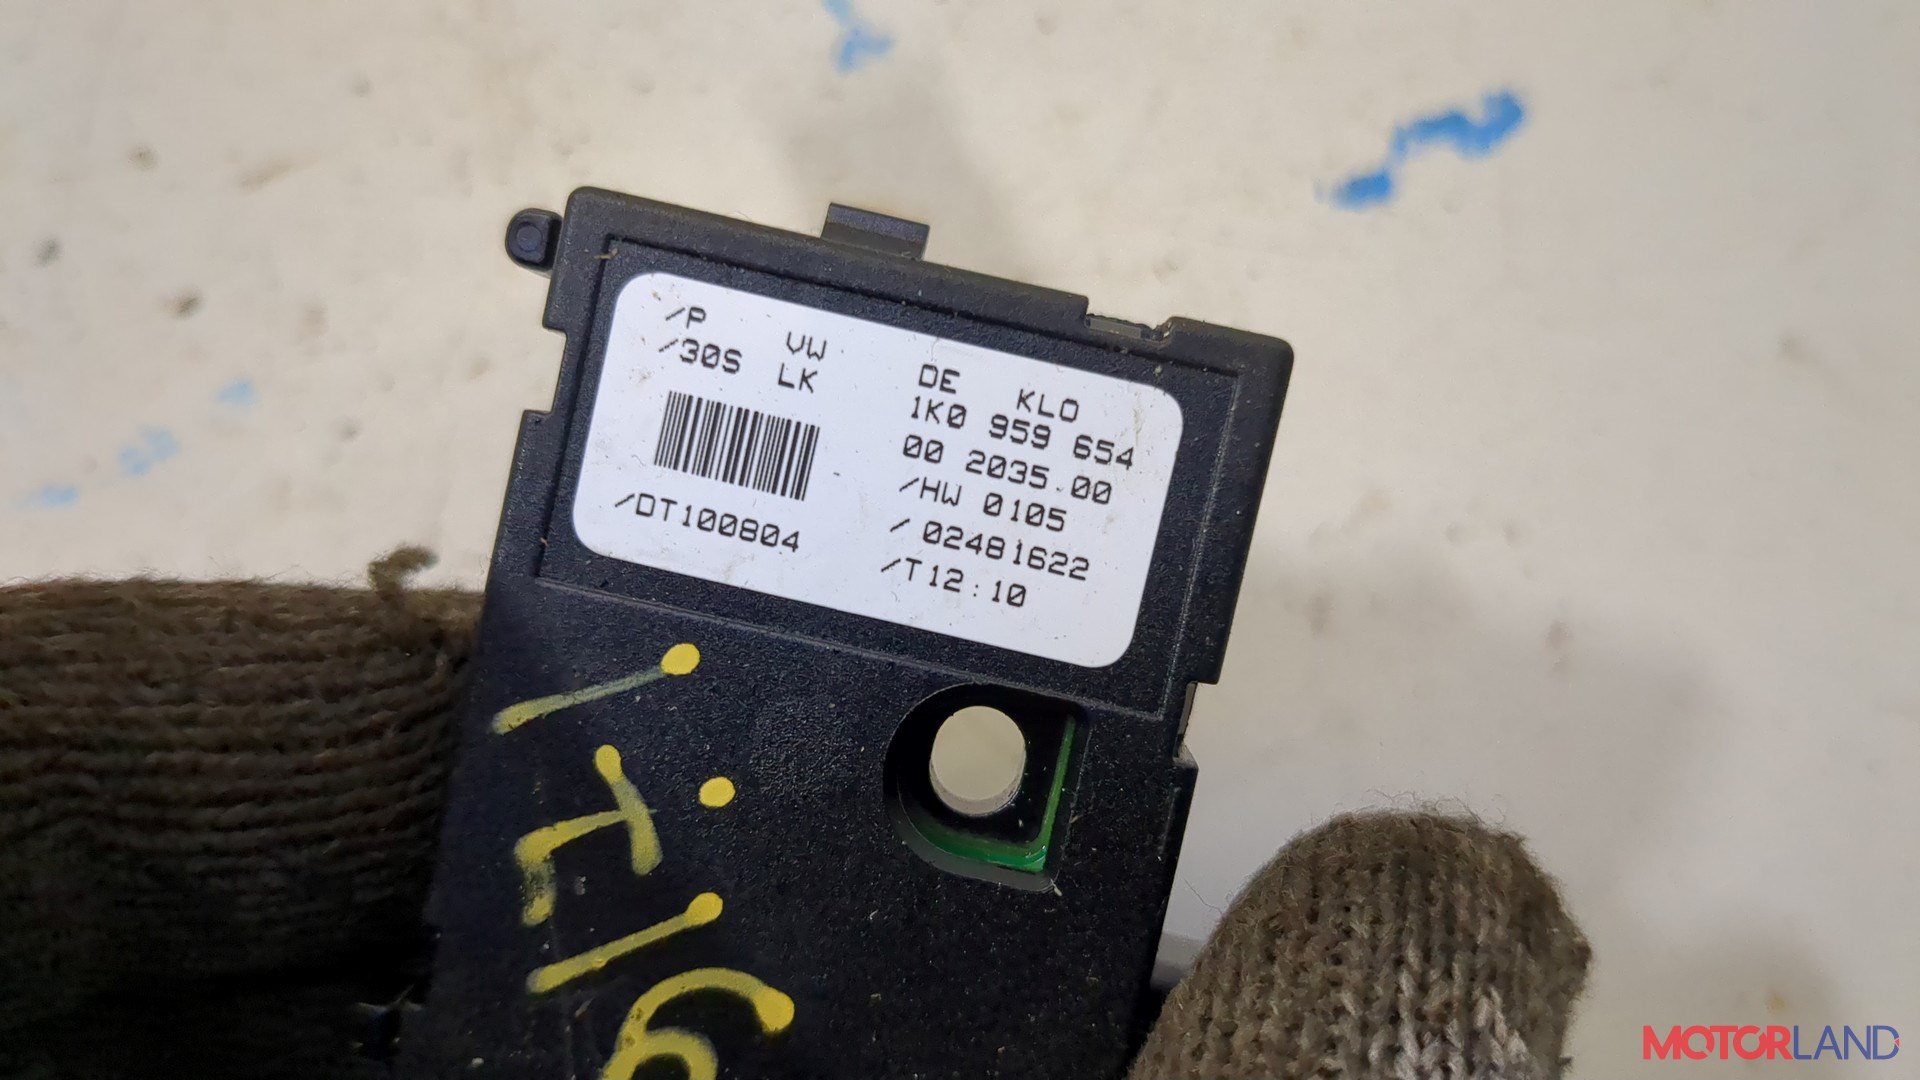 /P VW DE KLO
/30S LK 1K0 959 654
00 2035.00
/HW 0105
/ 02481622
/DT100804 /T12:10
MOTORLAND